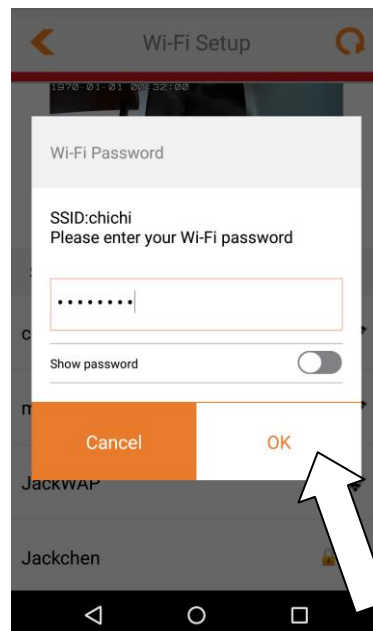 Wi-Fi Setup
1970-01-01 00:32:00
Wi-Fi Password
SSID:chichi
Please enter your Wi-Fi password
••••••••
Show password
Cancel
OK
JackWAP
Jackchen